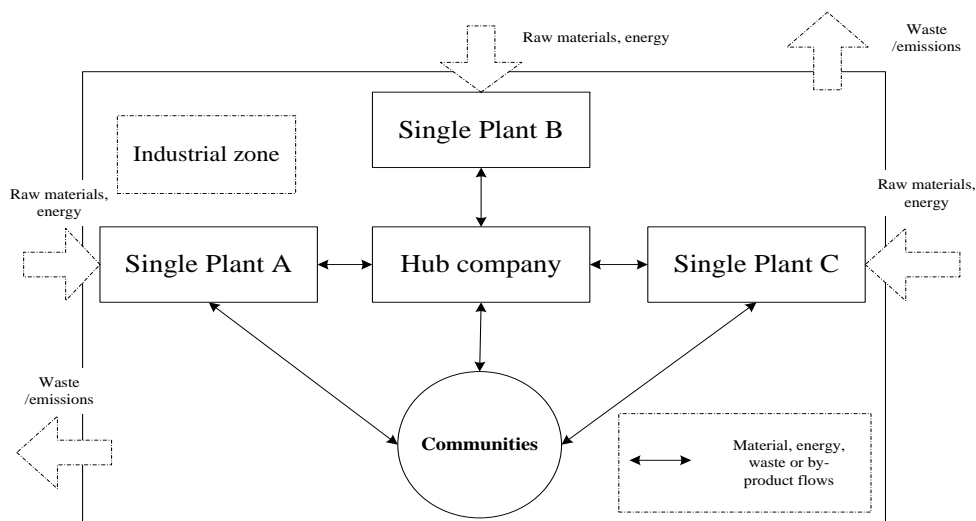 Raw materials, energy
Waste
/emissions
Single Plant B
Industrial zone
Raw materials,
energy
Raw materials,
energy
Single Plant A
Hub company
Single Plant C
Waste
/emissions
Communities
Material, energy,
waste or by-
product flows